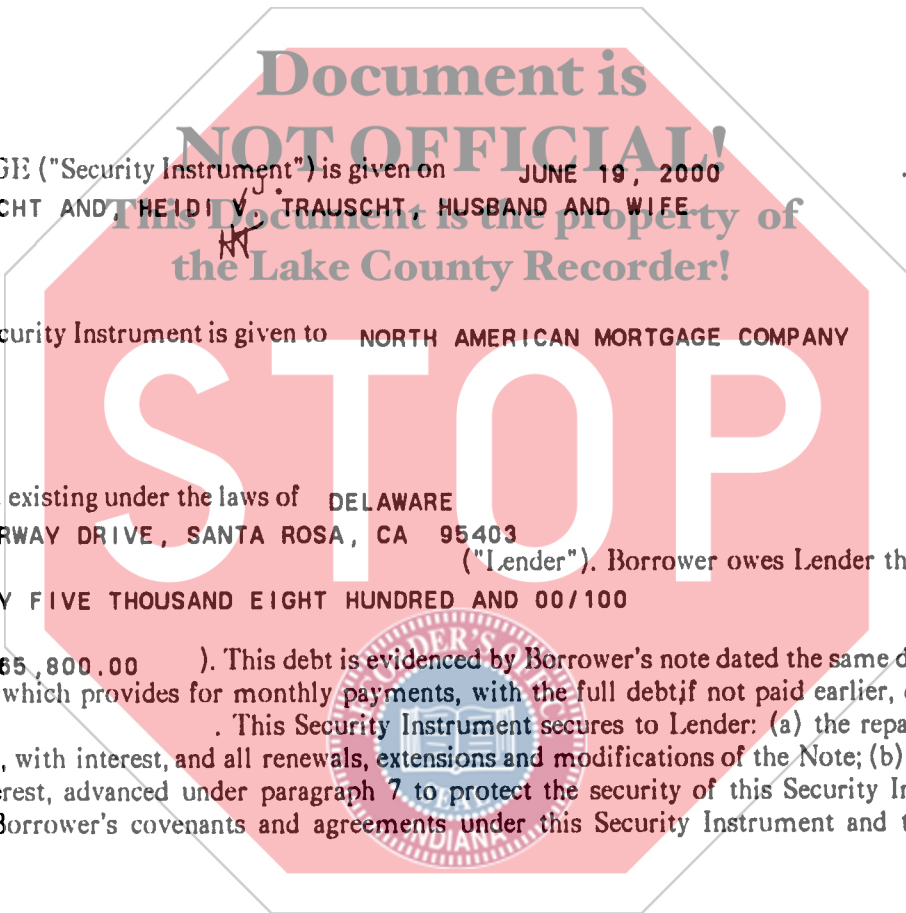 Document is
NOT OFFICIAL!
GE ("Security Instrument") is given on JUNE 19, 2000
J.
CHT AND, HEIDI V. TRAUSCHT, HUSBAND AND WIFE
This Document is the property of
HT
the Lake County Recorder!
curity Instrument is given to NORTH AMERICAN MORTGAGE COMPANY
STOP
existing under the laws of DELAWARE
RWAY DRIVE, SANTA ROSA, CA 95403
("Lender"). Borrower owes Lender th
Y FIVE THOUSAND EIGHT HUNDRED AND 00/100
65,800.00 ). This debt is evidenced by Borrower's note dated the same d
which provides for monthly payments, with the full debt,if not paid earlier,
. This Security Instrument secures to Lender: (a) the repa
, with interest, and all renewals, extensions and modifications of the Note; (b)
erest, advanced under paragraph 7 to protect the security of this Security In
Borrower's covenants and agreements under this Security Instrument and t
RECORDER'S OFFICE
SEAL
INDIANA